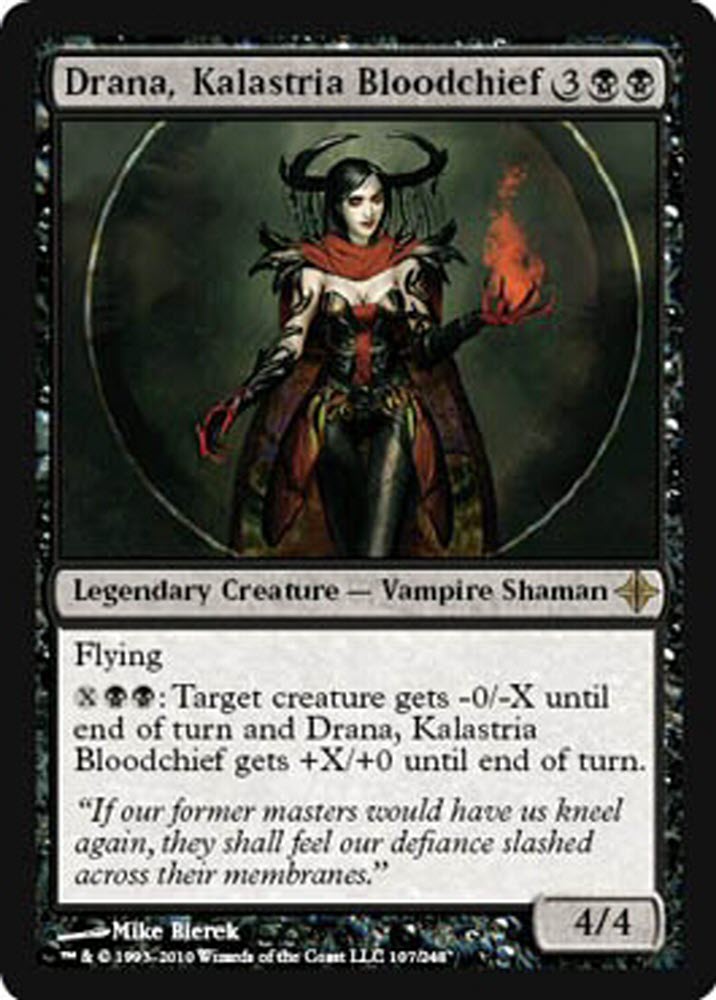 Drana, Kalastria Bloodchief 3
Legendary Creature — Vampire Shaman
Flying
X : Target creature gets -0/-X until
end of turn and Drana, Kalastria
Bloodchief gets +X/+0 until end of turn.
“If our former masters would have us kneel
again, they shall feel our defiance slashed
across their membranes.”
4/4
Mike Bierek
™ & © 1993–2010 Wizards of the Coast LLC 107/248